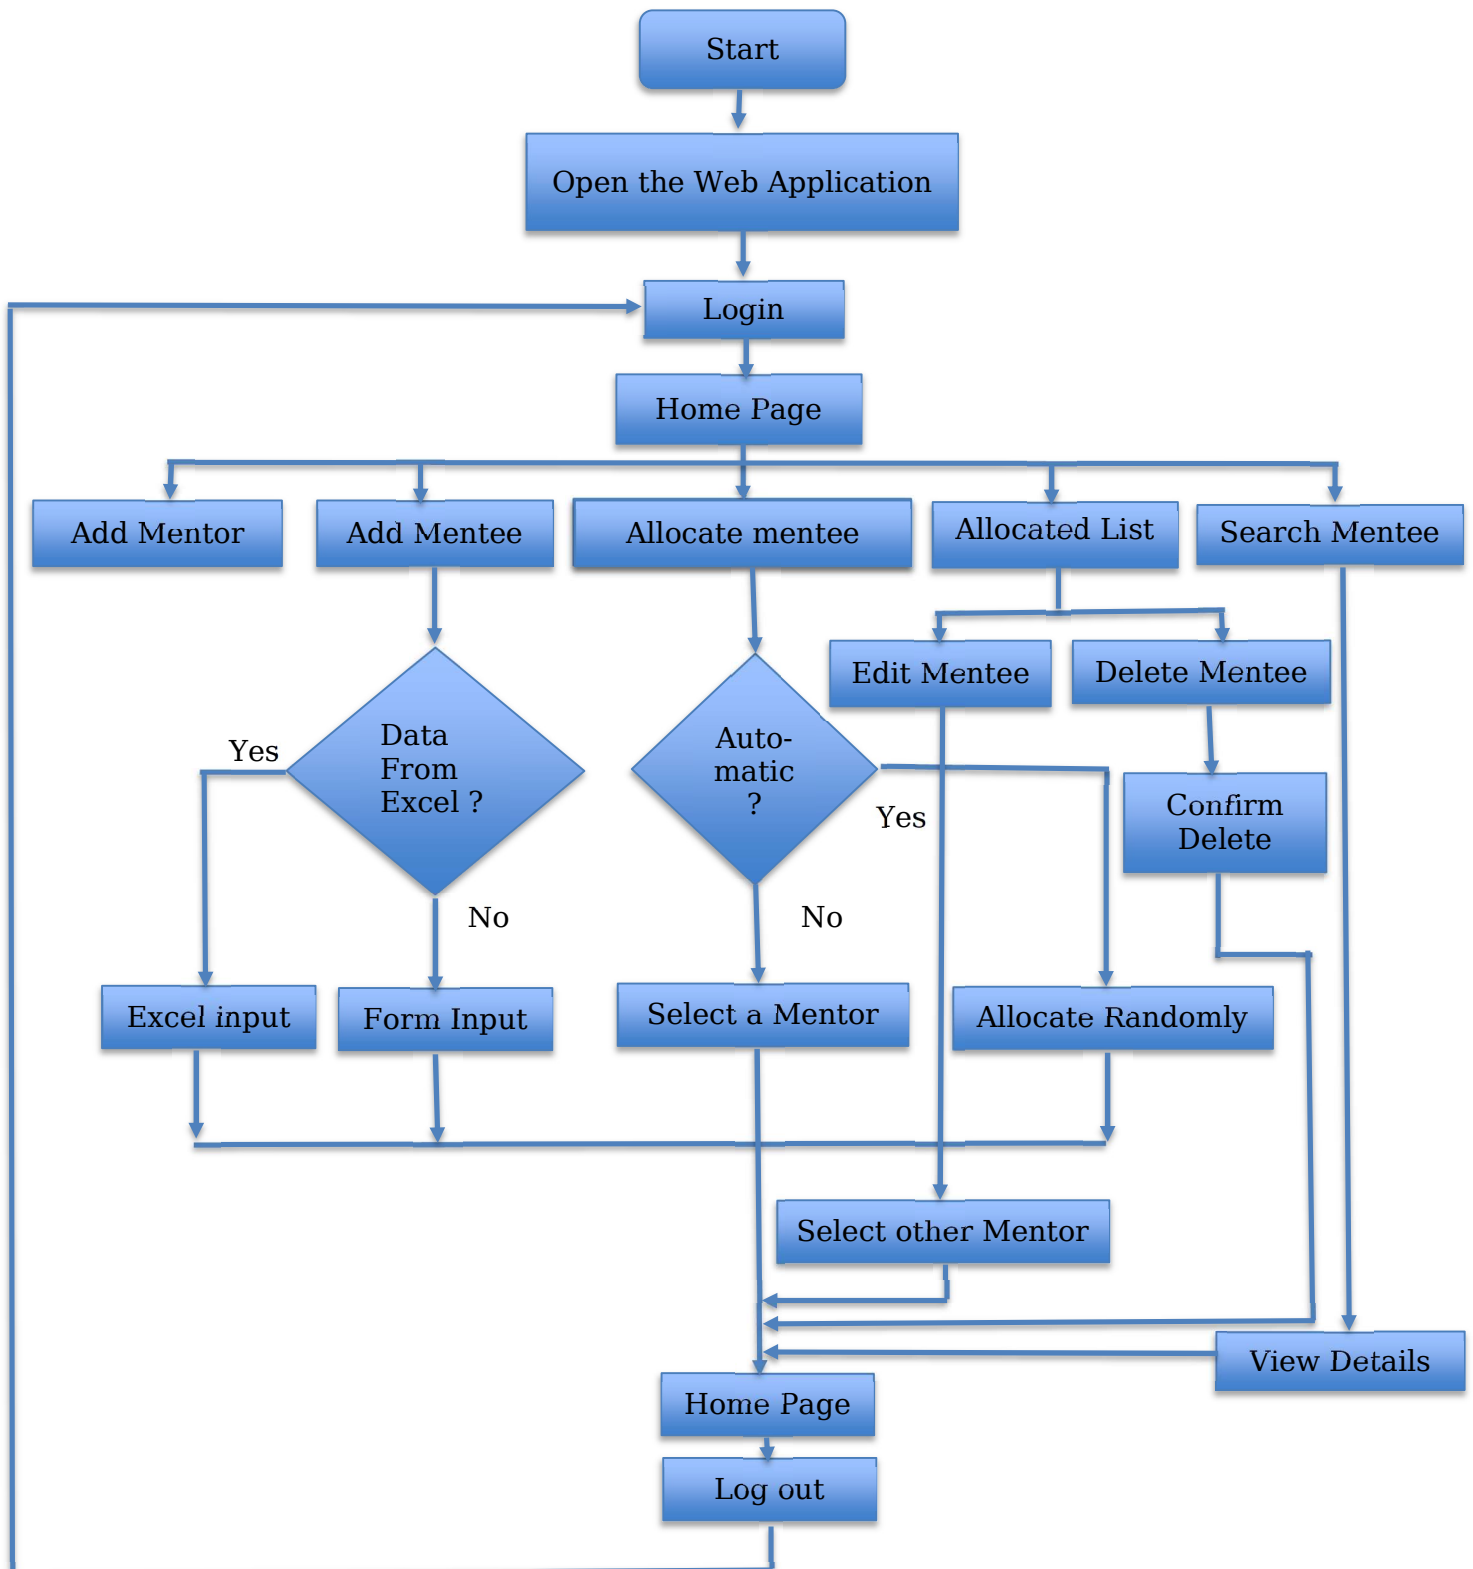 Start
Open the Web Application
Login
Home Page
Add Mentor
Add Mentee
Allocate mentee
Allocated List
Search Mentee
Edit Mentee
Delete Mentee
Yes
Data
From
Excel ?
Auto-
matic
?
Yes
Confirm
Delete
No
No
Excel input
Form Input
Select a Mentor
Allocate Randomly
Select other Mentor
View Details
Home Page
Log out